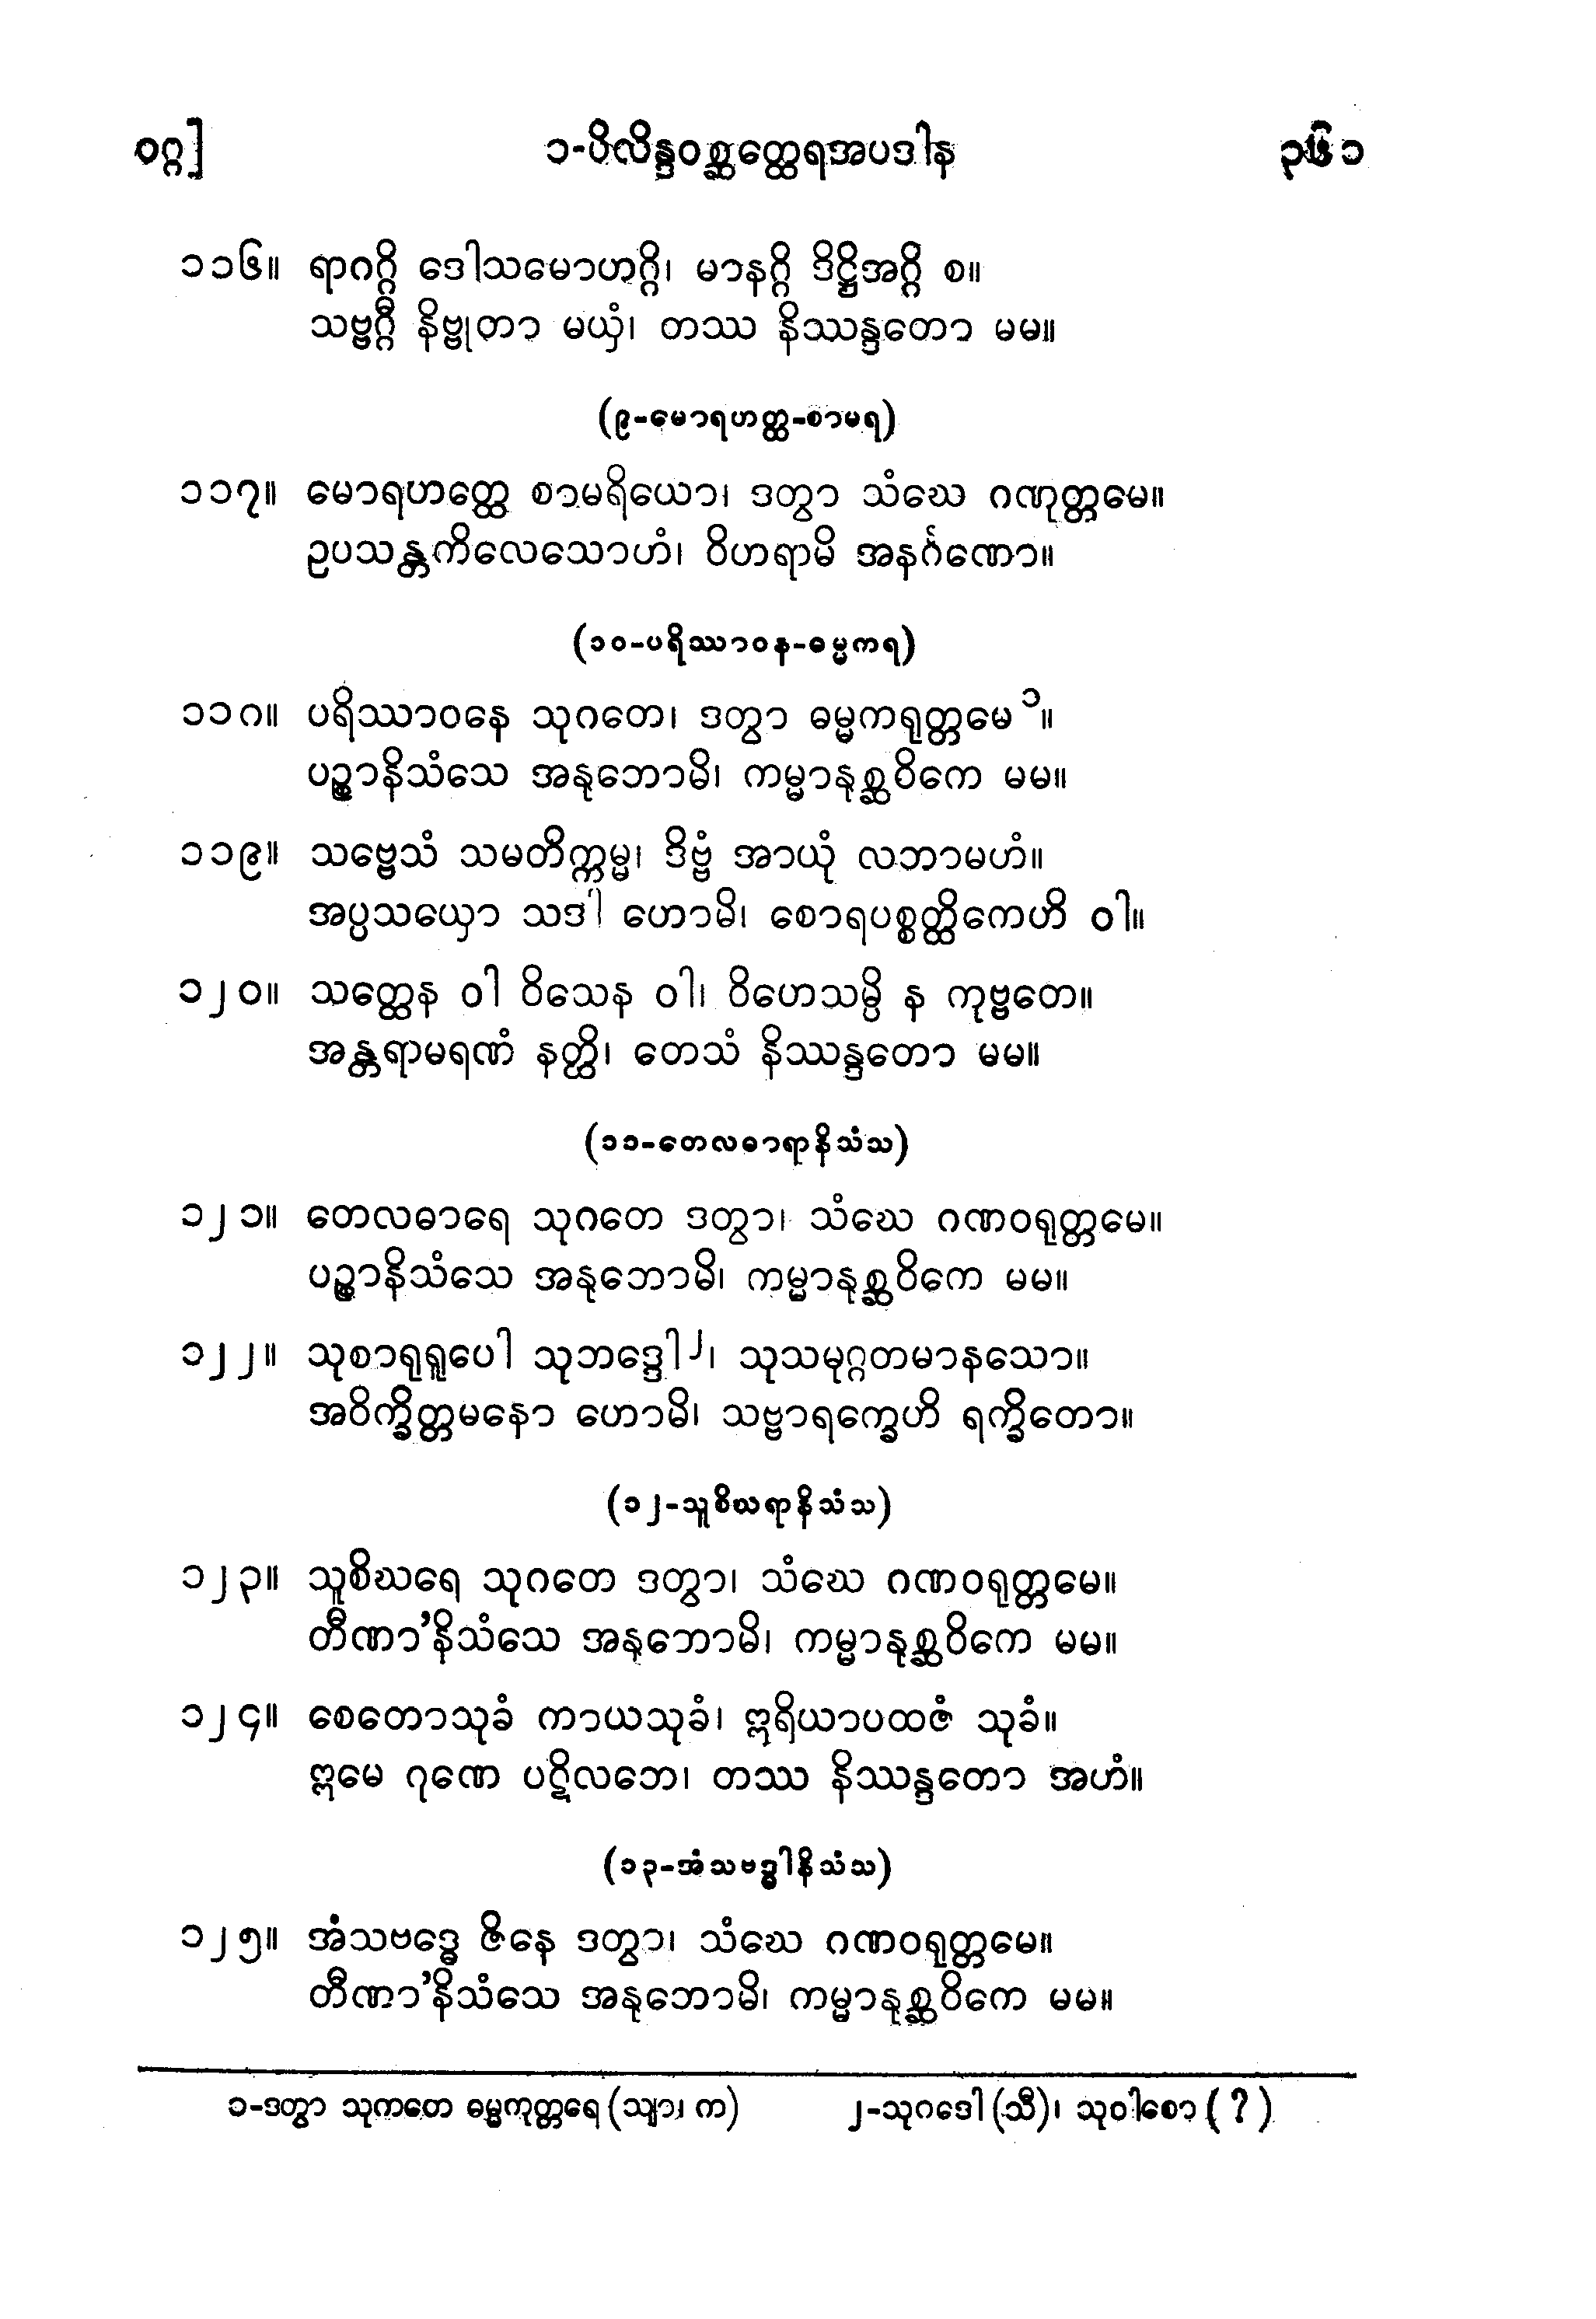 ဝဂ္ဂ] ၁-ပိလိန္ဒဝစ္ဆတ္ထေရအပဒါန ၃၆၁
၁၁၆။ ရာဂဂ္ဂိ ဒေါသမောဟဂ္ဂိ၊ မာနဂ္ဂိ ဒိဋ္ဌိအဂ္ဂိ စ။
သဗ္ဗဂ္ဂီ နိဗ္ဗုတာ မယှံ၊ တဿ နိဿန္ဒတော မမ။
(၉-မောရဟတ္ထ-စာမရ)
၁၁၇။ မောရဟတ္ထေ စာမရိယော၊ ဒတွာ သံဃေ ဂဏုတ္တမေ။
ဥပသန္တကိလေသောဟံ၊ ဝိဟရာမိ အနင်္ဂဏော။
(၁၀-ပရိဿာဝန-ဓမ္မကရ)
၁၁ဂ။ ပရိဿာဝနေ သုဂတေ၊ ဒတွာ ဓမ္မကရုတ္တမေ ၁။
ပဉ္စာနိသံသေ အနုဘောမိ၊ ကမ္မာနုစ္ဆဝိကေ မမ။
၁၁၉။ သဗ္ဗေသံ သမတိက္ကမ္မ၊ ဒိဗ္ဗံ အာယုံ လဘာမဟံ။
အပ္ပသယှော သဒါ ဟောမိ၊ စောရပစ္စတ္ထိကေဟိ ဝါ။
၁၂၀။ သတ္ထေန ဝါ ဝိသေန ဝါ၊ ဝိဟေသမ္ပိ န ကုဗ္ဗတေ။
အန္တရာမရဏံ နတ္ထိ၊ တေသံ နိဿန္ဒတော မမ။
(၁၁-တေလဓာရာနိသံသ)
၁၂၁။ တေလဓာရေ သုဂတေ ဒတွာ၊ သံဃေ ဂဏဝရုတ္တမေ။
ပဉ္စာနိသံသေ အနုဘောမိ၊ ကမ္မာနုစ္ဆဝိကေ မမ။
၁၂၂။ သုစာရုရူပေါ သုဘဒ္ဒေါ ၂၊ သုသမုဂ္ဂတမာနသော။
အဝိက္ခိတ္တမနော ဟောမိ၊ သဗ္ဗာရက္ခေဟိ ရက္ခိတော။
(၁၂-သူစိဃရာနိသံသ)
၁၂၃။ သူစိဃရေ သုဂတေ ဒတွာ၊ သံဃေ ဂဏဝရုတ္တမေ။
တီဏာ'နိသံသေ အနုဘောမိ၊ ကမ္မာနုစ္ဆဝိကေ မမ။
၁၂၄။ စေတောသုခံ ကာယသုခံ၊ ဣရိယာပထဇံ သုခံ။
ဣမေ ဂုဏေ ပဋိလဘေ၊ တဿ နိဿန္ဒတော အဟံ။
(၁၃-အံသဗဒ္ဓါနိသံသ)
၁၂၅။ အံသဗဒ္ဓေ ဇိနေ ဒတွာ၊ သံဃေ ဂဏဝရုတ္တမေ။
တီဏာ'နိသံသေ အနုဘောမိ၊ ကမ္မာနုစ္ဆဝိကေ မမ။
၁-ဒတွာ သုကတေ ဓမ္မကုတ္တရေ (သျာ၊ က) ၂-သုဂဒေါ (သီ)၊ သုဝါစော (?)